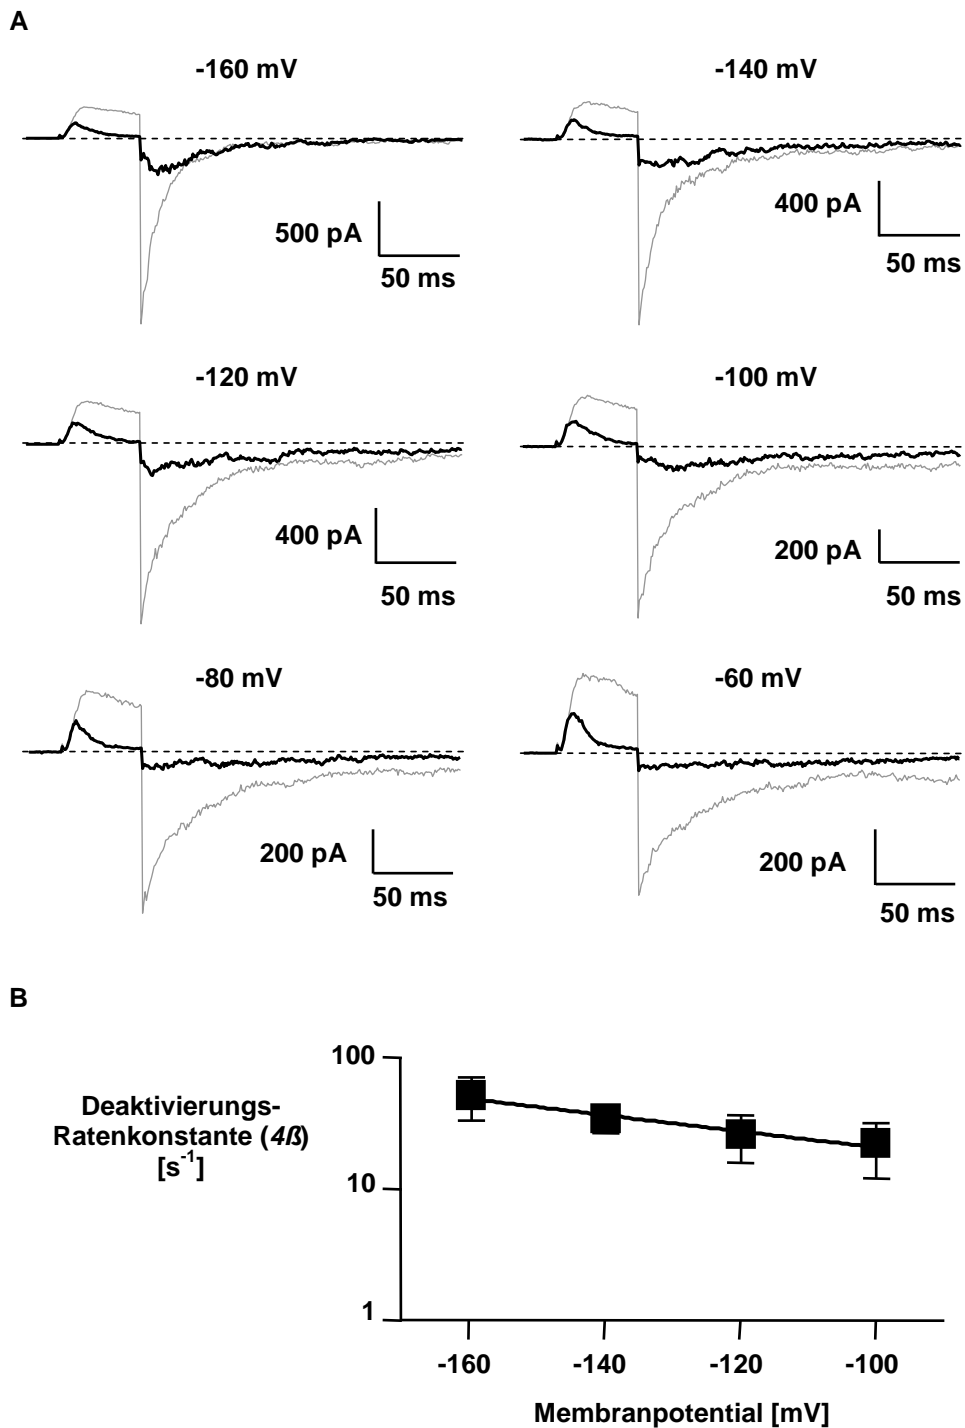 A
-160 mV
-140 mV
500 pA
50 ms
400 pA
50 ms
-120 mV
-100 mV
400 pA
50 ms
200 pA
50 ms
-80 mV
-60 mV
200 pA
50 ms
200 pA
50 ms
B
Deaktivierungs-
Ratenkonstante (4ß)
[s⁻¹]
100
10
1
-160
-140
-120
-100
Membranpotential [mV]